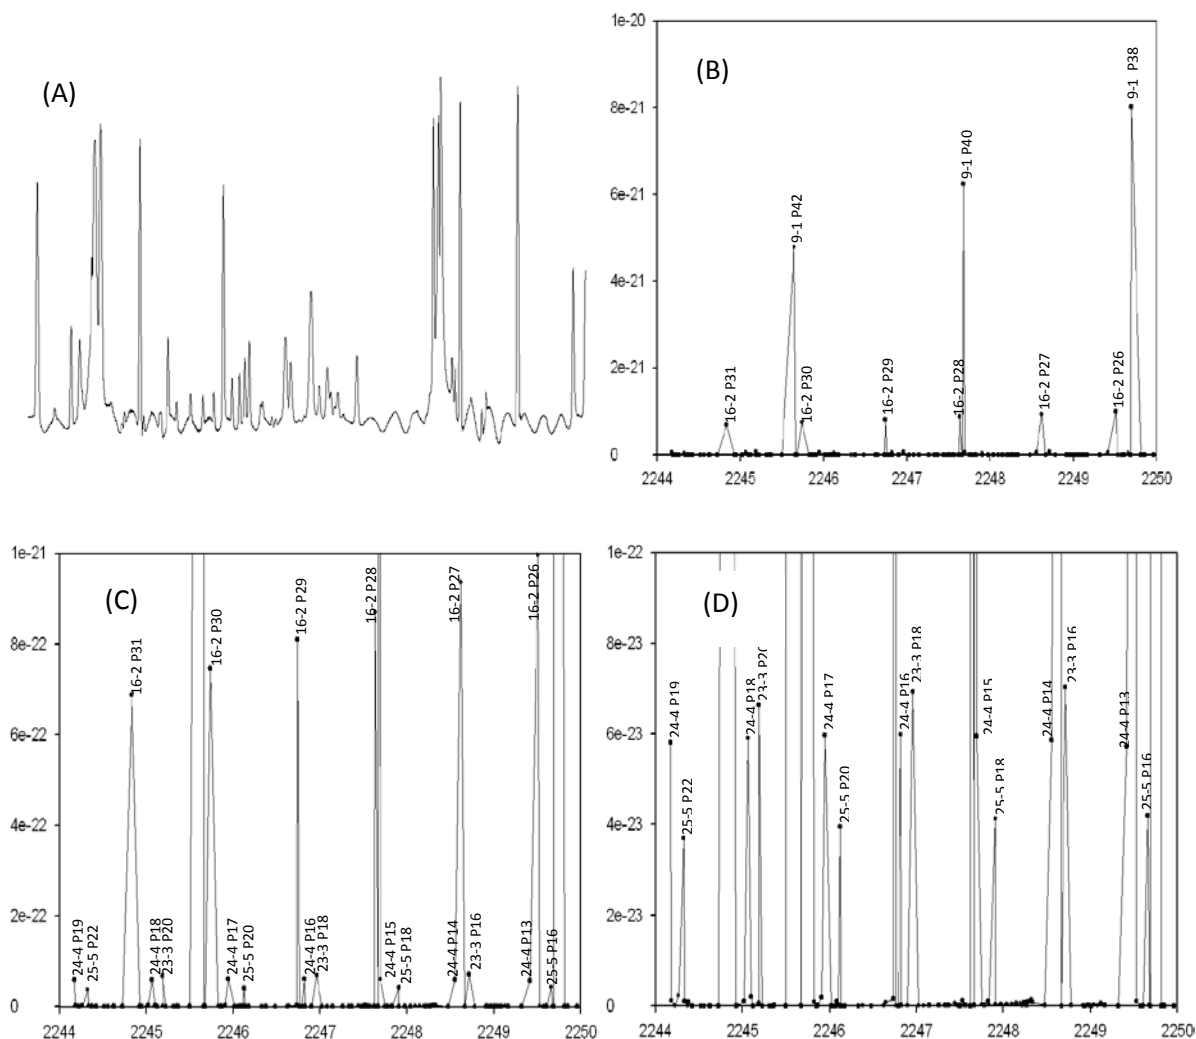 (A)
(B)
1e-20
8e-21
6e-21
4e-21
2e-21
0
16-2 P31
9-1 P42
16-2 P30
16-2 P29
16-2 P28
9-1 P40
16-2 P27
16-2 P26
9-1 P38
2244
2245
2246
2247
2248
2249
2250
(C)
1e-21
8e-22
6e-22
4e-22
2e-22
0
24-4 P19
25-5 P22
16-2 P31
24-4 P18
23-3 P20
16-2 P30
24-4 P17
25-5 P20
16-2 P29
24-4 P16
23-3 P18
16-2 P28
24-4 P15
25-5 P18
24-4 P14
16-2 P27
23-3 P16
24-4 P13
16-2 P26
25-5 P16
2244
2245
2246
2247
2248
2249
2250
(D)
1e-22
8e-23
6e-23
4e-23
2e-23
0
24-4 P19
25-5 P22
24-4 P18
23-3 P20
24-4 P17
25-5 P20
24-4 P16
23-3 P18
24-4 P15
25-5 P18
24-4 P14
23-3 P16
24-4 P13
25-5 P16
2244
2245
2246
2247
2248
2249
2250